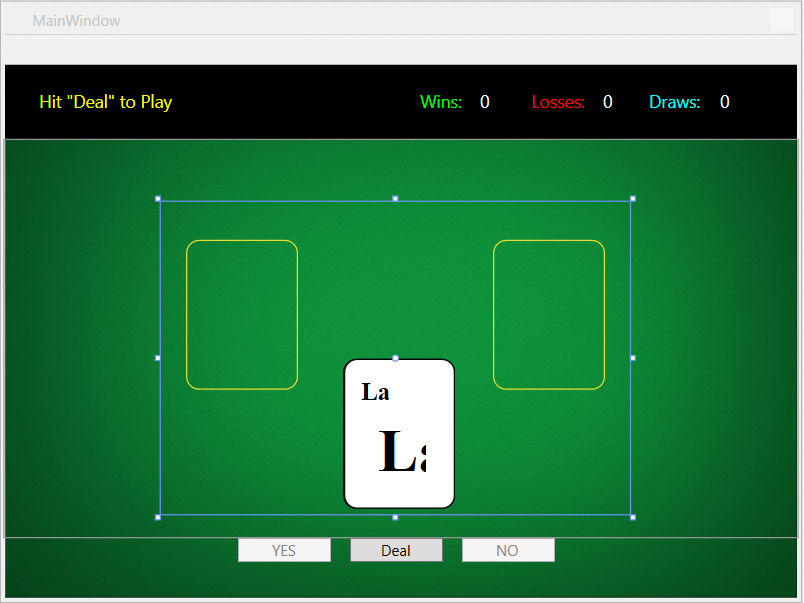 MainWindow
Hit "Deal" to Play Wins: 0 Losses: 0 Draws: 0
La
La
YES Deal NO